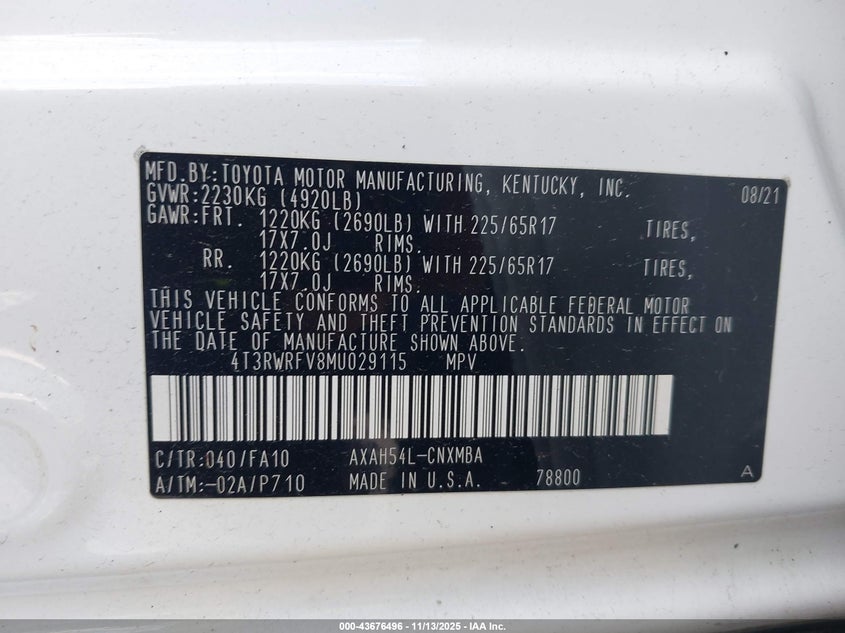 MFD.BY:TOYOTA MOTOR MANUFACTURING, KENTUCKY, INC. 08/21
GVWR:2230KG (4920LB)
GAWR:FRT. 1220KG (2690LB) WITH 225/65R17 TIRES,
17X7.0J RIMS.
RR. 1220KG (2690LB) WITH 225/65R17 TIRES,
17X7.0J RIMS.
THIS VEHICLE CONFORMS TO ALL APPLICABLE FEDERAL MOTOR
VEHICLE SAFETY AND THEFT PREVENTION STANDARDS IN EFFECT ON
THE DATE OF MANUFACTURE SHOWN ABOVE.
4T3RWRFV8MU029115 MPV
C/TR:040/FA10 AXAH54L-CNXMBA
A/TM:-02A/P710 MADE IN U.S.A. 78800 A
000-43676496 - 11/13/2025 - IAA Inc.